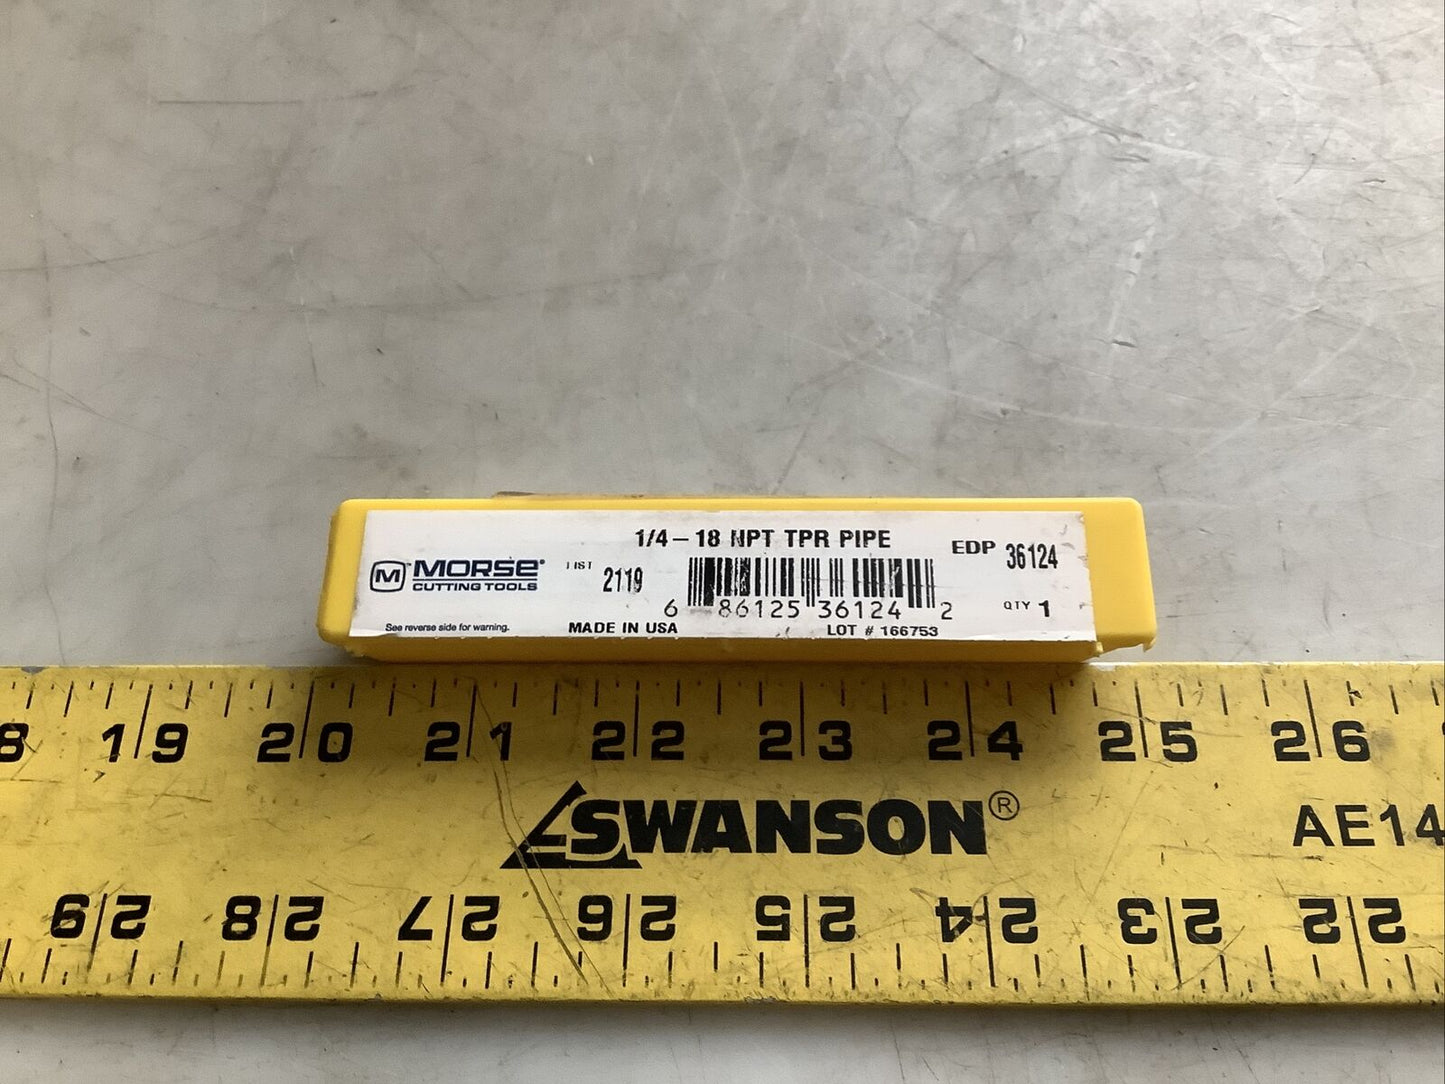 1/4-18 NPT TPR PIPE
EDP 36124
M MORSE®
CUTTING TOOLS
LIST 2119
6 86125 36124 2
QTY 1
See reverse side for warning.
MADE IN USA
LOT # 166753
8 19 20 21 22 23 24 25 26
SWANSON®
AE14
29 28 27 26 25 24 23 22